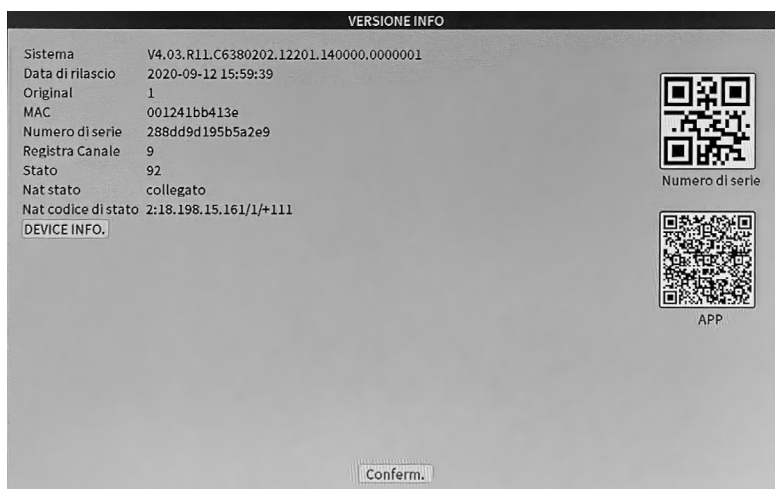 VERSIONE INFO
Sistema V4.03.R11.C6380202.12201.140000.0000001
Data di rilascio 2020-09-12 15:59:39
Original 1
MAC 001241bb413e
Numero di serie 288dd9d195b5a2e9
Registra Canale 9
Stato 92
Nat stato collegato
Nat codice di stato 2:18.198.15.161/1/+111
DEVICE INFO.
Numero di serie
APP
Conferm.